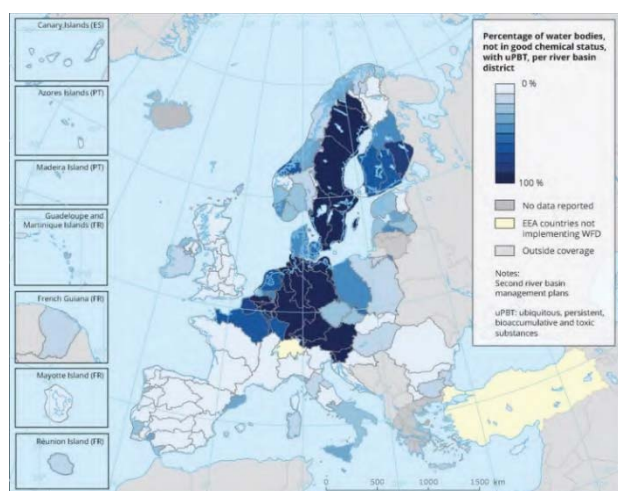 Canary Islands (ES)
Azores Islands (PT)
Madeira Island (PT)
Guadeloupe and
Martinique Islands (FR)
French Guiana (FR)
Mayotte Island (FR)
Réunion Island (FR)
Percentage of water bodies,
not in good chemical status,
with uPBT, per river basin
district
0 %
100 %
No data reported
EEA countries not
implementing WFD
Outside coverage
Notes:
Second river basin
management plans
uPBT: ubiquitous, persistent,
bioaccumulative and toxic
substances
0 500 1000 1500 km